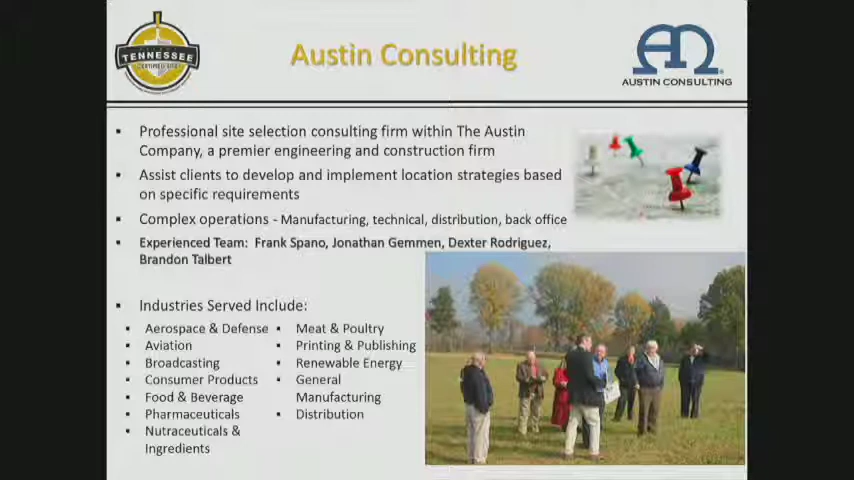 TENNESSEE
CERTIFIED SITE
Austin Consulting
AUSTIN CONSULTING
Professional site selection consulting firm within The Austin
Company, a premier engineering and construction firm
Assist clients to develop and implement location strategies based
on specific requirements
Complex operations - Manufacturing, technical, distribution, back office
Experienced Team: Frank Spano, Jonathan Gemmen, Dexter Rodriguez,
Brandon Talbert
Industries Served Include:
Aerospace & Defense
Aviation
Broadcasting
Consumer Products
Food & Beverage
Pharmaceuticals
Nutraceuticals &
Ingredients
Meat & Poultry
Printing & Publishing
Renewable Energy
General
Manufacturing
Distribution